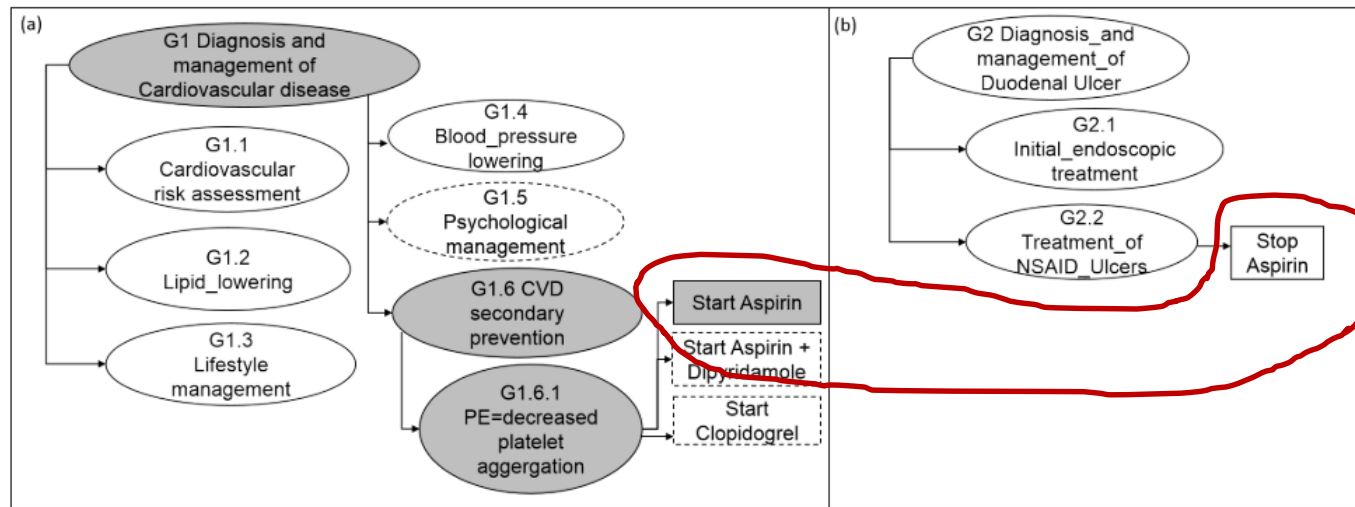 (a)
G1 Diagnosis and
management of
Cardiovascular disease
G1.1
Cardiovascular
risk assessment
G1.2
Lipid_lowering
G1.3
Lifestyle
management
G1.4
Blood_pressure
lowering
G1.5
Psychological
management
G1.6 CVD
secondary
prevention
G1.6.1
PE=decreased
platelet
aggergation
Start Aspirin
Start Aspirin +
Dipyridamole
Start
Clopidogrel
(b)
G2 Diagnosis_and
management_of
Duodenal Ulcer
G2.1
Initial_endoscopic
treatment
G2.2
Treatment_of
NSAID_Ulcers
Stop
Aspirin